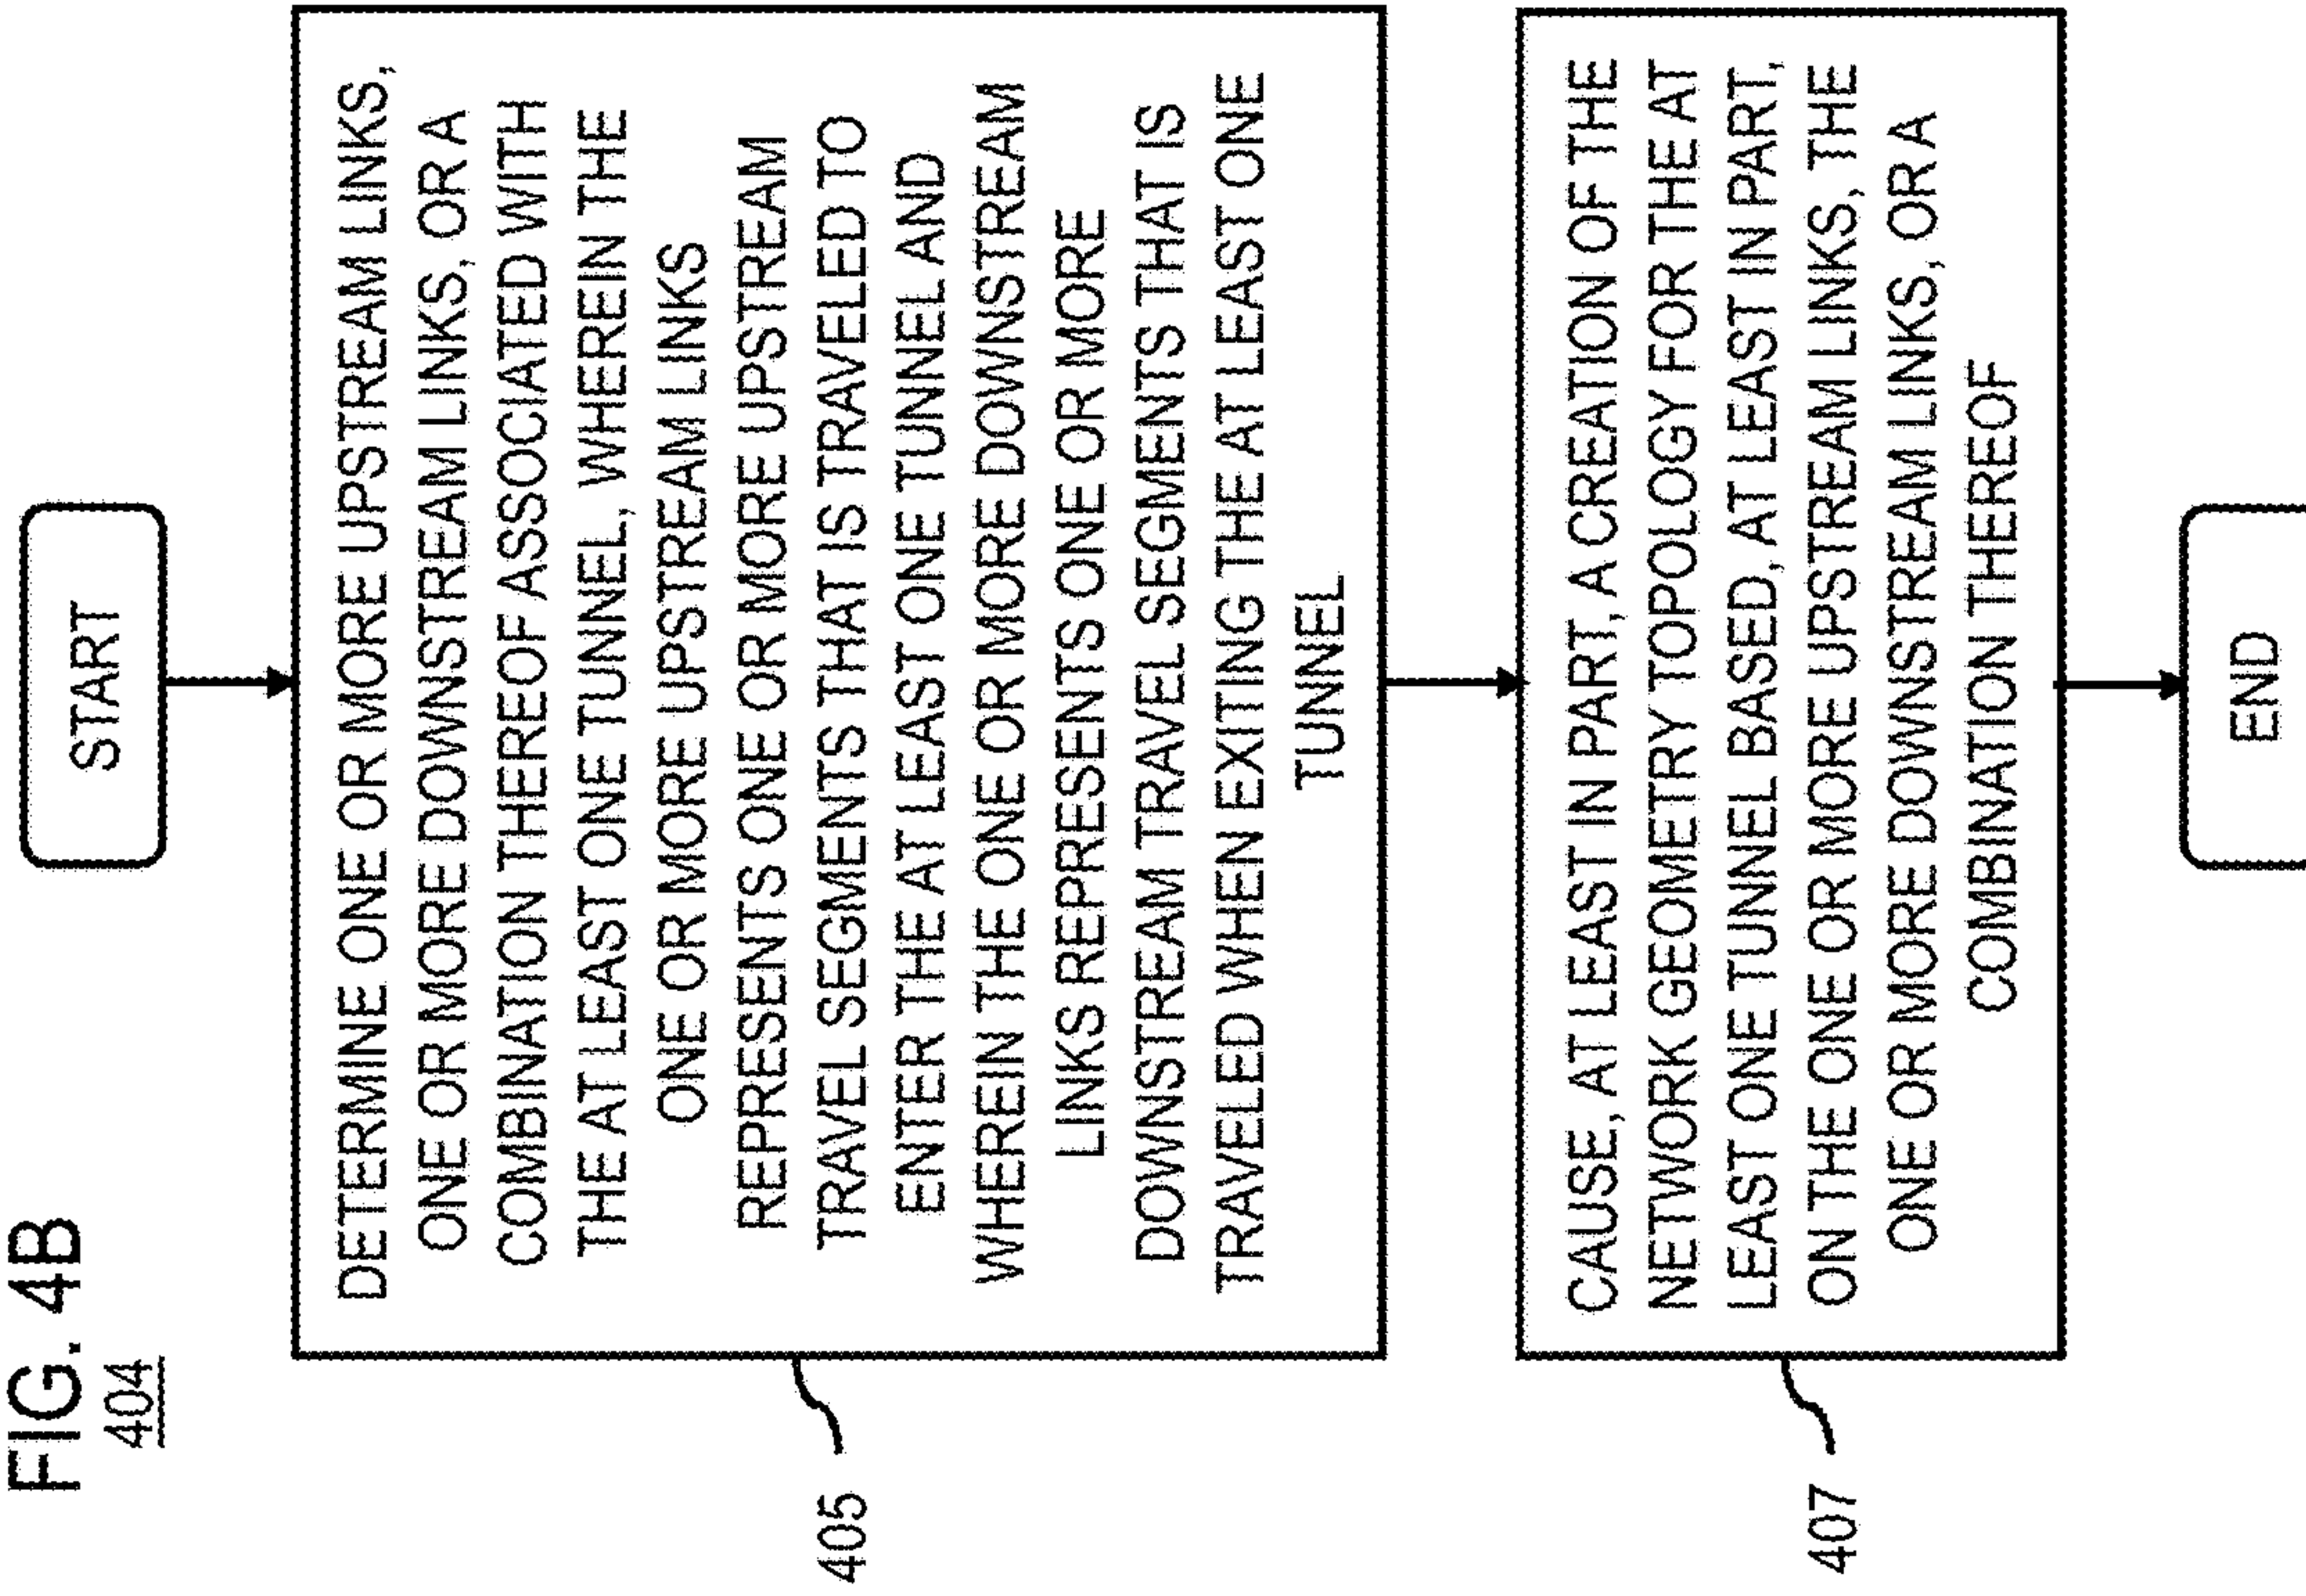 FIG. 4B
404
START
DETERMINE ONE OR MORE UPSTREAM LINKS,
ONE OR MORE DOWNSTREAM LINKS, OR A
COMBINATION THEREOF ASSOCIATED WITH
THE AT LEAST ONE TUNNEL, WHEREIN THE
ONE OR MORE UPSTREAM LINKS
REPRESENTS ONE OR MORE UPSTREAM
TRAVEL SEGMENTS THAT IS TRAVELED TO
ENTER THE AT LEAST ONE TUNNEL AND
WHEREIN THE ONE OR MORE DOWNSTREAM
LINKS REPRESENTS ONE OR MORE
DOWNSTREAM TRAVEL SEGMENTS THAT IS
TRAVELED WHEN EXITING THE AT LEAST ONE
TUNNEL
405
CAUSE, AT LEAST IN PART, A CREATION OF THE
NETWORK GEOMETRY TOPOLOGY FOR THE AT
LEAST ONE TUNNEL BASED, AT LEAST IN PART,
ON THE ONE OR MORE UPSTREAM LINKS, THE
ONE OR MORE DOWNSTREAM LINKS, OR A
COMBINATION THEREOF
407
END